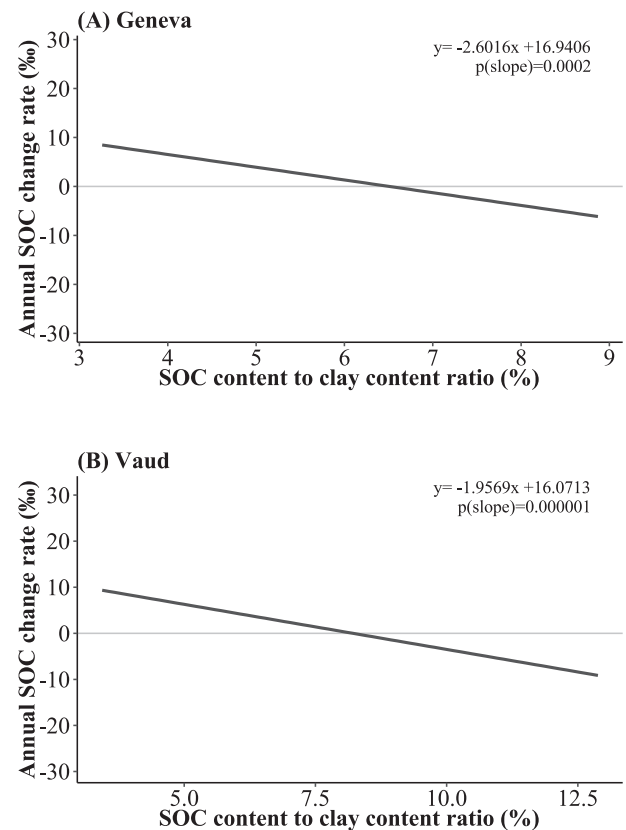 (A) Geneva
y= -2.6016x +16.9406
p(slope)=0.0002
Annual SOC change rate (‰)
30
20
10
0
-10
-20
-30
3 4 5 6 7 8 9
SOC content to clay content ratio (%)
(B) Vaud
y= -1.9569x +16.0713
p(slope)=0.000001
Annual SOC change rate (‰)
30
20
10
0
-10
-20
-30
5.0 7.5 10.0 12.5
SOC content to clay content ratio (%)